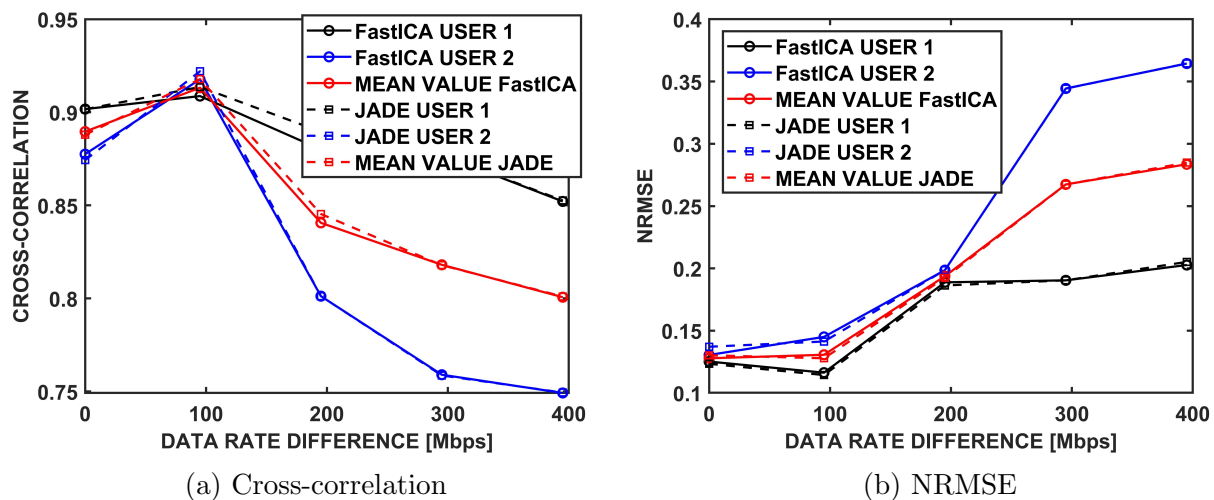 0.95
0.9
0.85
0.8
0.75
CROSS-CORRELATION
FastICA USER 1
FastICA USER 2
MEAN VALUE FastICA
JADE USER 1
JADE USER 2
MEAN VALUE JADE
0 100 200 300 400
DATA RATE DIFFERENCE [Mbps]
(a) Cross-correlation
0.4
0.35
0.3
0.25
0.2
0.15
0.1
NRMSE
FastICA USER 1
FastICA USER 2
MEAN VALUE FastICA
JADE USER 1
JADE USER 2
MEAN VALUE JADE
0 100 200 300 400
DATA RATE DIFFERENCE [Mbps]
(b) NRMSE